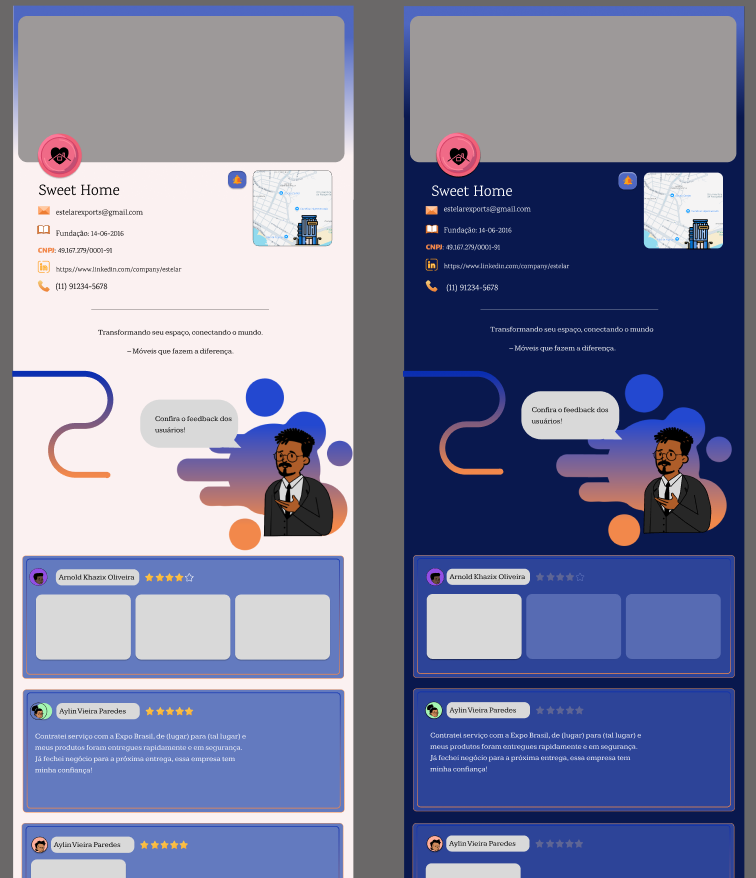 Sweet Home
estelarexports@gmail.com
Fundação: 14-06-2016
CNPJ: 49.167.279/0001-91
https://www.linkedin.com/company/estelar
(11) 91234-5678
Transformando seu espaço, conectando o mundo.
– Móveis que fazem a diferença.
Confira o feedback dos
usuários!
Arnold Khazix Oliveira
Aylin Vieira Paredes
Contratei serviço com a Expo Brasil, de (lugar) para (tal lugar) e
meus produtos foram entregues rapidamente e em segurança.
Já fechei negócio para a próxima entrega, essa empresa tem
minha confiança!
Aylin Vieira Paredes
Sweet Home
estelarexports@gmail.com
Fundação: 14-06-2016
CNPJ: 49.167.279/0001-91
https://www.linkedin.com/company/estelar
(11) 91234-5678
Transformando seu espaço, conectando o mundo
– Móveis que fazem a diferença.
Confira o feedback dos
usuários!
Arnold Khazix Oliveira
Aylin Vieira Paredes
Contratei serviço com a Expo Brasil, de (lugar) para (tal lugar) e
meus produtos foram entregues rapidamente e em segurança.
Já fechei negócio para a próxima entrega, essa empresa tem
minha confiança!
Aylin Vieira Paredes